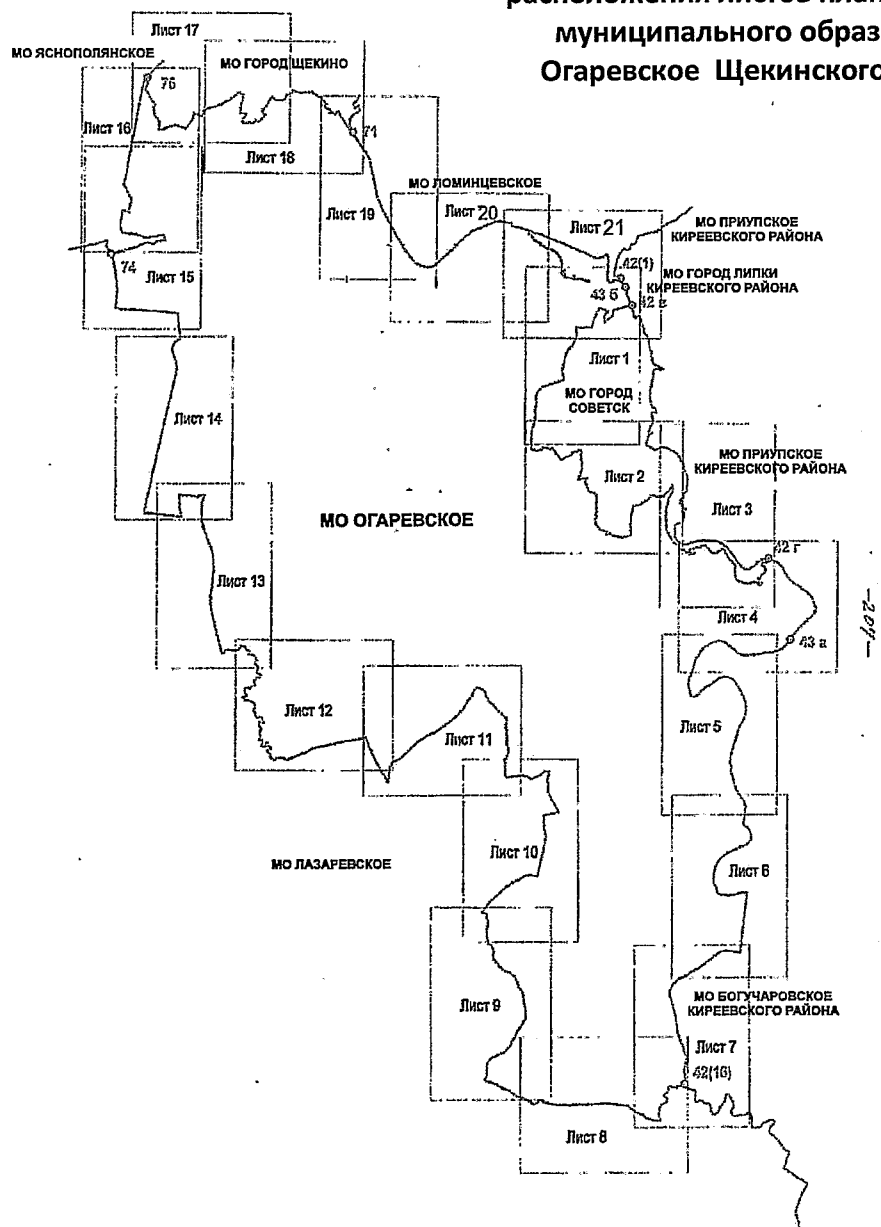 расположения листов план
муниципального образ
Огаревское Щекинского
Лист 17
МО ЯСНОПОЛЯНСКОЕ
МО ГОРОД ЩЕКИНО
Лист 16
71
Лист 18
МО ЛОМИНЦЕВСКОЕ
Лист 19
Лист 20
Лист 21
МО ПРИУПСКОЕ
КИРЕЕВСКОГО РАЙОНА
42(1)
МО ГОРОД ЛИПКИ
КИРЕЕВСКОГО РАЙОНА
43 б
74
Лист 15
Лист 1
МО ГОРОД
СОВЕТСК
Лист 14
МО ПРИУПСКОЕ
КИРЕЕВСКОГО РАЙОНА
Лист 2
Лист 3
МО ОГАРЕВСКОЕ
42 г
Лист 13
Лист 4
-207-
Лист 12
Лист 11
Лист 5
Лист 10
МО ЛАЗАРЕВСКОЕ
Лист 6
Лист 9
МО БОГУЧАРОВСКОЕ
КИРЕЕВСКОГО РАЙОНА
Лист 7
42(16)
Лист 8